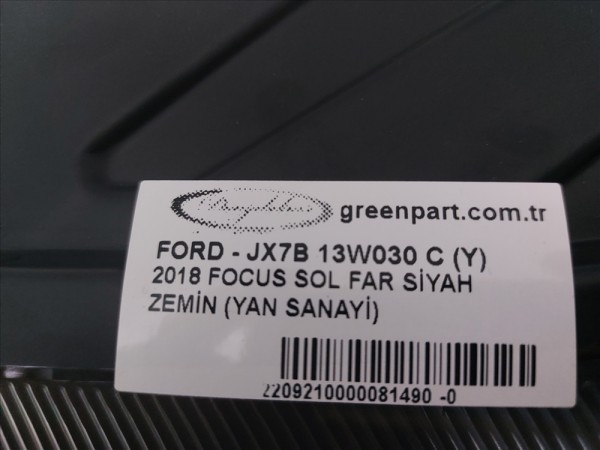 greenpart.com.tr
FORD - JX7B 13W030 C (Y)
2018 FOCUS SOL FAR SİYAH
ZEMİN (YAN SANAYİ)
2209210000081490 -0